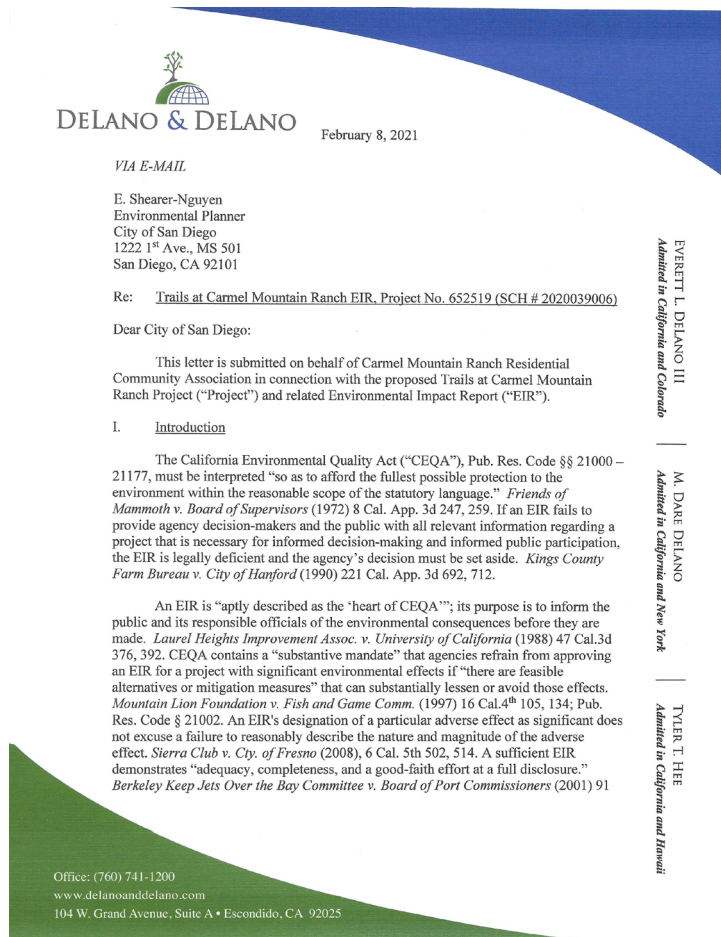 DELANO & DELANO
February 8, 2021
VIA E-MAIL
E. Shearer-Nguyen
Environmental Planner
City of San Diego
1222 1st Ave., MS 501
San Diego, CA 92101
Re: Trails at Carmel Mountain Ranch EIR, Project No. 652519 (SCH # 2020039006)
Dear City of San Diego:
This letter is submitted on behalf of Carmel Mountain Ranch Residential
Community Association in connection with the proposed Trails at Carmel Mountain
Ranch Project (“Project”) and related Environmental Impact Report (“EIR”).
I. Introduction
The California Environmental Quality Act (“CEQA”), Pub. Res. Code §§ 21000 –
21177, must be interpreted “so as to afford the fullest possible protection to the
environment within the reasonable scope of the statutory language.” Friends of
Mammoth v. Board of Supervisors (1972) 8 Cal. App. 3d 247, 259. If an EIR fails to
provide agency decision-makers and the public with all relevant information regarding a
project that is necessary for informed decision-making and informed public participation,
the EIR is legally deficient and the agency’s decision must be set aside. Kings County
Farm Bureau v. City of Hanford (1990) 221 Cal. App. 3d 692, 712.
An EIR is “aptly described as the ‘heart of CEQA’”; its purpose is to inform the
public and its responsible officials of the environmental consequences before they are
made. Laurel Heights Improvement Assoc. v. University of California (1988) 47 Cal.3d
376, 392. CEQA contains a “substantive mandate” that agencies refrain from approving
an EIR for a project with significant environmental effects if “there are feasible
alternatives or mitigation measures” that can substantially lessen or avoid those effects.
Mountain Lion Foundation v. Fish and Game Comm. (1997) 16 Cal.4th 105, 134; Pub.
Res. Code § 21002. An EIR's designation of a particular adverse effect as significant does
not excuse a failure to reasonably describe the nature and magnitude of the adverse
effect. Sierra Club v. Cty. of Fresno (2008), 6 Cal. 5th 502, 514. A sufficient EIR
demonstrates “adequacy, completeness, and a good-faith effort at a full disclosure.”
Berkeley Keep Jets Over the Bay Committee v. Board of Port Commissioners (2001) 91
EVERETT L. DELANO III
Admitted in California and Colorado
M. DARE DELANO
Admitted in California and New York
TYLER T. HEE
Admitted in California and Hawaii
Office: (760) 741-1200
www.delanoanddelano.com
104 W. Grand Avenue, Suite A • Escondido, CA 92025